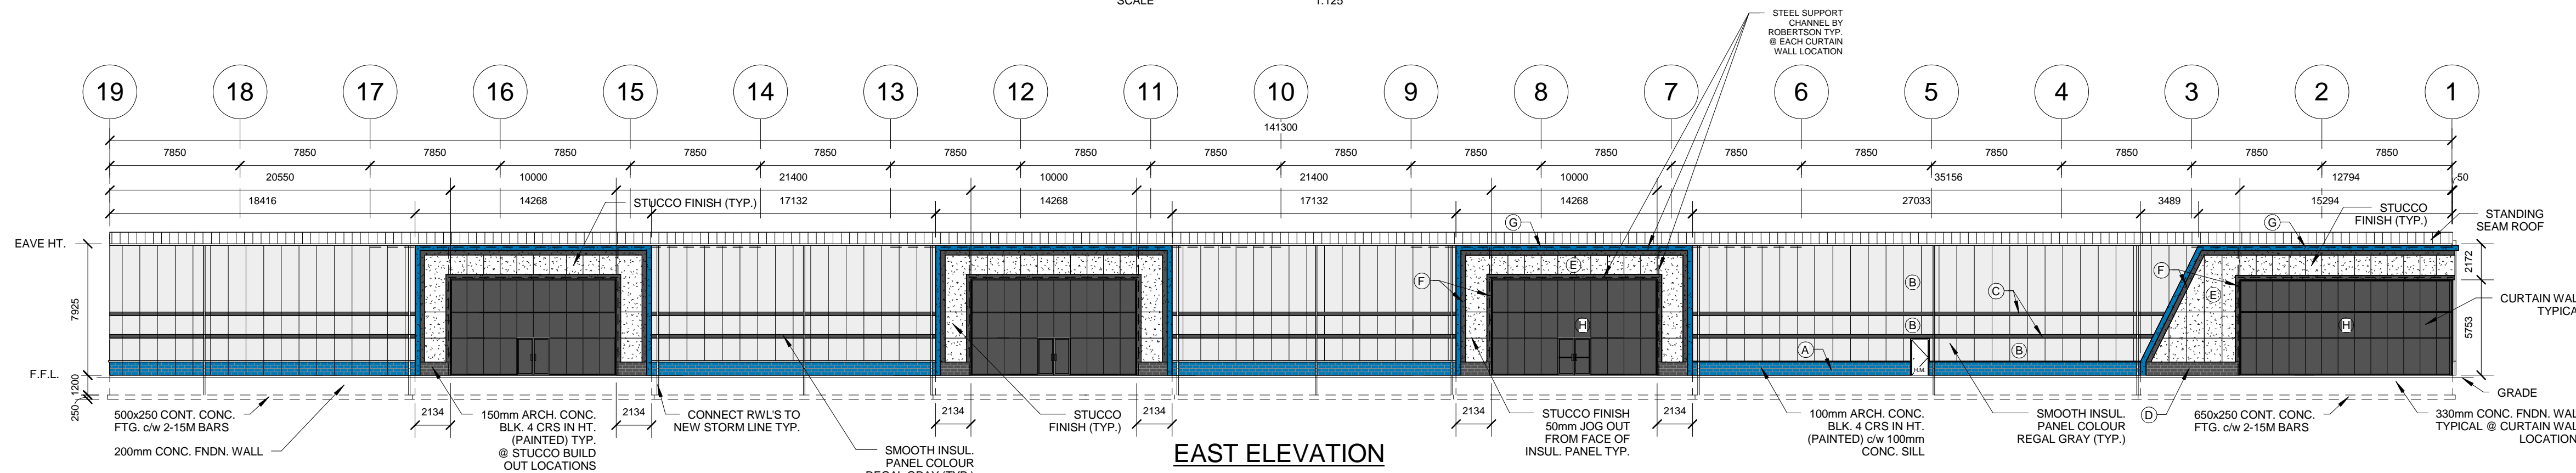 SCALE 1:125
STEEL SUPPORT
CHANNEL BY
ROBERTSON TYP.
@ EACH CURTAIN
WALL LOCATION
19 18 17 16 15 14 13 12 11 10 9 8 7 6 5 4 3 2 1
141300
7850 7850 7850 7850 7850 7850 7850 7850 7850 7850 7850 7850 7850 7850 7850 7850 7850 7850
20550 10000 21400 10000 21400 10000 35156 12794 50
18416 14268 17132 14268 17132 14268 27033 3489 15294
STUCCO FINISH (TYP.)
STUCCO
FINISH (TYP.)
STANDING
SEAM ROOF
G
G
EAVE HT.
7925
F.F.L.
1200
250
E
F
H
B
C
B
B
A
H.M.
F
E
H
D
2172
5753
CURTAIN WAL
TYPICA
GRADE
500x250 CONT. CONC.
FTG. c/w 2-15M BARS
200mm CONC. FNDN. WALL
2134 2134 2134 2134 2134 2134
150mm ARCH. CONC.
BLK. 4 CRS IN HT.
(PAINTED) TYP.
@ STUCCO BUILD
OUT LOCATIONS
CONNECT RWL'S TO
NEW STORM LINE TYP.
SMOOTH INSUL.
PANEL COLOUR
REGAL GRAY (TYP.)
STUCCO
FINISH (TYP.)
STUCCO FINISH
50mm JOG OUT
FROM FACE OF
INSUL. PANEL TYP.
100mm ARCH. CONC.
BLK. 4 CRS IN HT.
(PAINTED) c/w 100mm
CONC. SILL
SMOOTH INSUL.
PANEL COLOUR
REGAL GRAY (TYP.)
650x250 CONT. CONC.
FTG. c/w 2-15M BARS
330mm CONC. FNDN. WAL
TYPICAL @ CURTAIN WAL
LOCATION
EAST ELEVATION